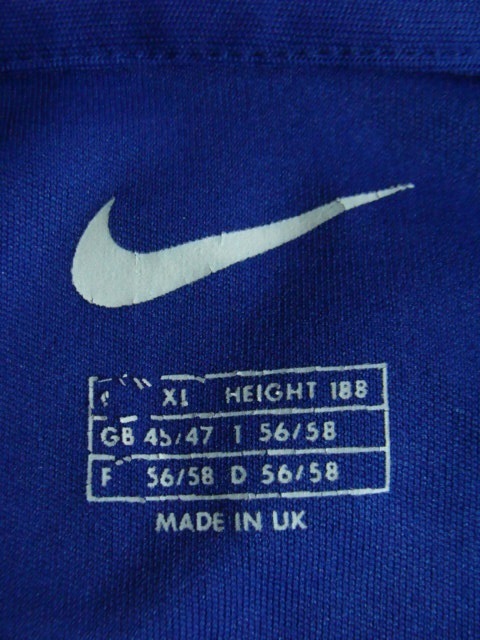 XL HEIGHT 188
GB 45/47 I 56/58
F 56/58 D 56/58
MADE IN UK